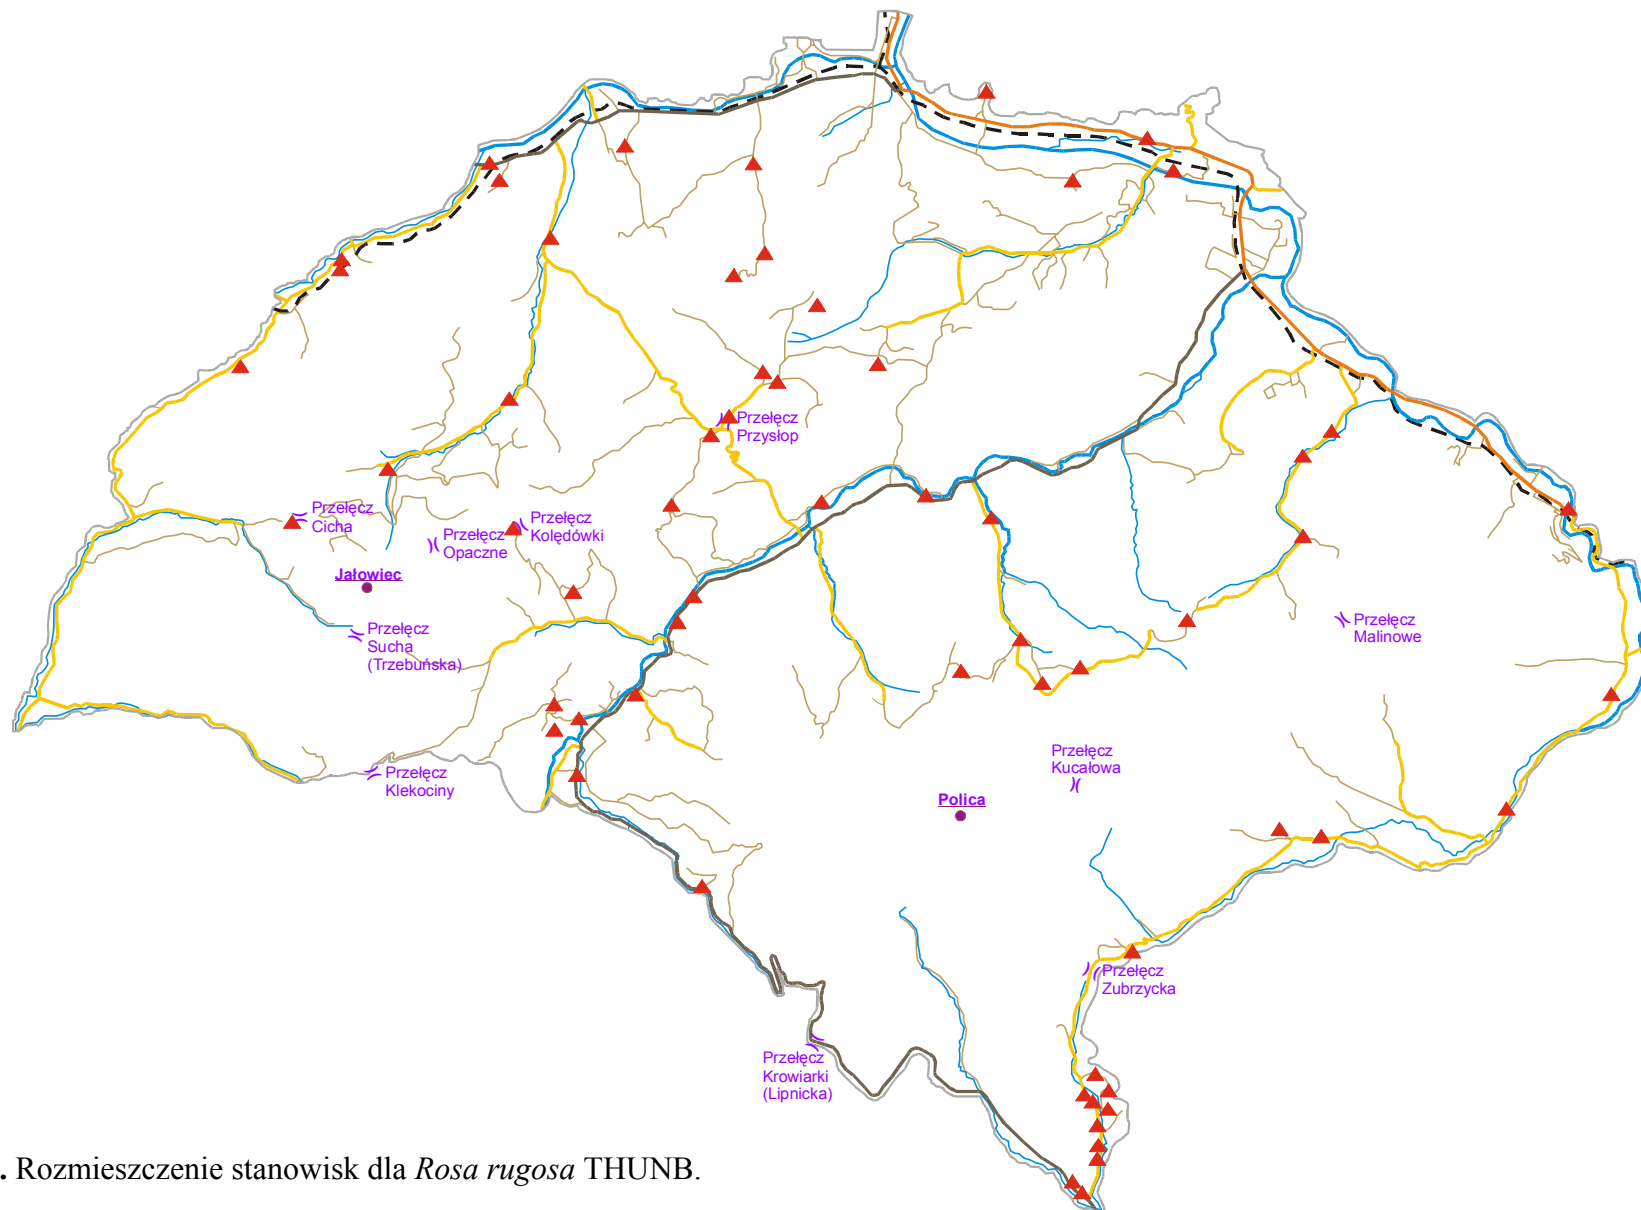 Przełęcz
Przysłop
Przełęcz
Cicha
Przełęcz
Kolędówki
Przełęcz
Opaczne
Jałowiec
Przełęcz
Sucha
(Trzebuńska)
Przełęcz
Malinowe
Przełęcz
Klekociny
Przełęcz
Kucałowa
Polica
Przełęcz
Zubrzycka
Przełęcz
Krowiarki
(Lipnicka)
. Rozmieszczenie stanowisk dla Rosa rugosa THUNB.